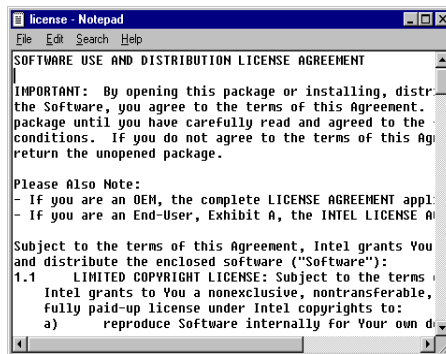 license - Notepad
File Edit Search Help
SOFTWARE USE AND DISTRIBUTION LICENSE AGREEMENT
IMPORTANT: By opening this package or installing, distr
the Software, you agree to the terms of this Agreement.
package until you have carefully read and agreed to the
conditions. If you do not agree to the terms of this Ag
return the unopened package.
Please Also Note:
- If you are an OEM, the complete LICENSE AGREEMENT appl
- If you are an End-User, Exhibit A, the INTEL LICENSE A
Subject to the terms of this Agreement, Intel grants You
and distribute the enclosed software ("Software"):
1.1 LIMITED COPYRIGHT LICENSE: Subject to the terms
Intel grants to You a nonexclusive, nontransferable,
fully paid-up license under Intel copyrights to:
a) reproduce Software internally for Your own d